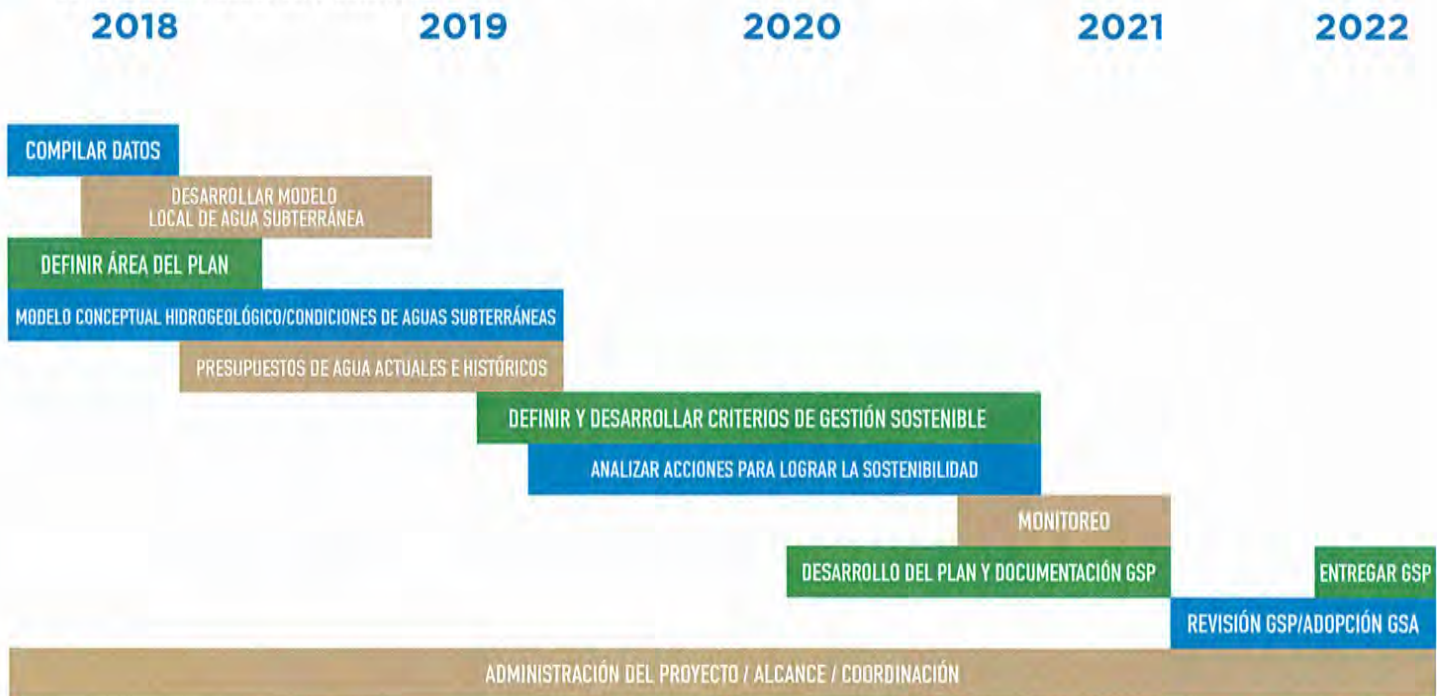 2018 2019 2020 2021 2022
COMPILAR DATOS
DESARROLLAR MODELO
LOCAL DE AGUA SUBTERRÁNEA
DEFINIR ÁREA DEL PLAN
MODELO CONCEPTUAL HIDROGEOLÓGICO/CONDICIONES DE AGUAS SUBTERRÁNEAS
PRESUPUESTOS DE AGUA ACTUALES E HISTÓRICOS
DEFINIR Y DESARROLLAR CRITERIOS DE GESTIÓN SOSTENIBLE
ANALIZAR ACCIONES PARA LOGRAR LA SOSTENIBILIDAD
MONITOREO
DESARROLLO DEL PLAN Y DOCUMENTACIÓN GSP
ENTREGAR GSP
REVISIÓN GSP/ADOPCIÓN GSA
ADMINISTRACIÓN DEL PROYECTO / ALCANCE / COORDINACIÓN